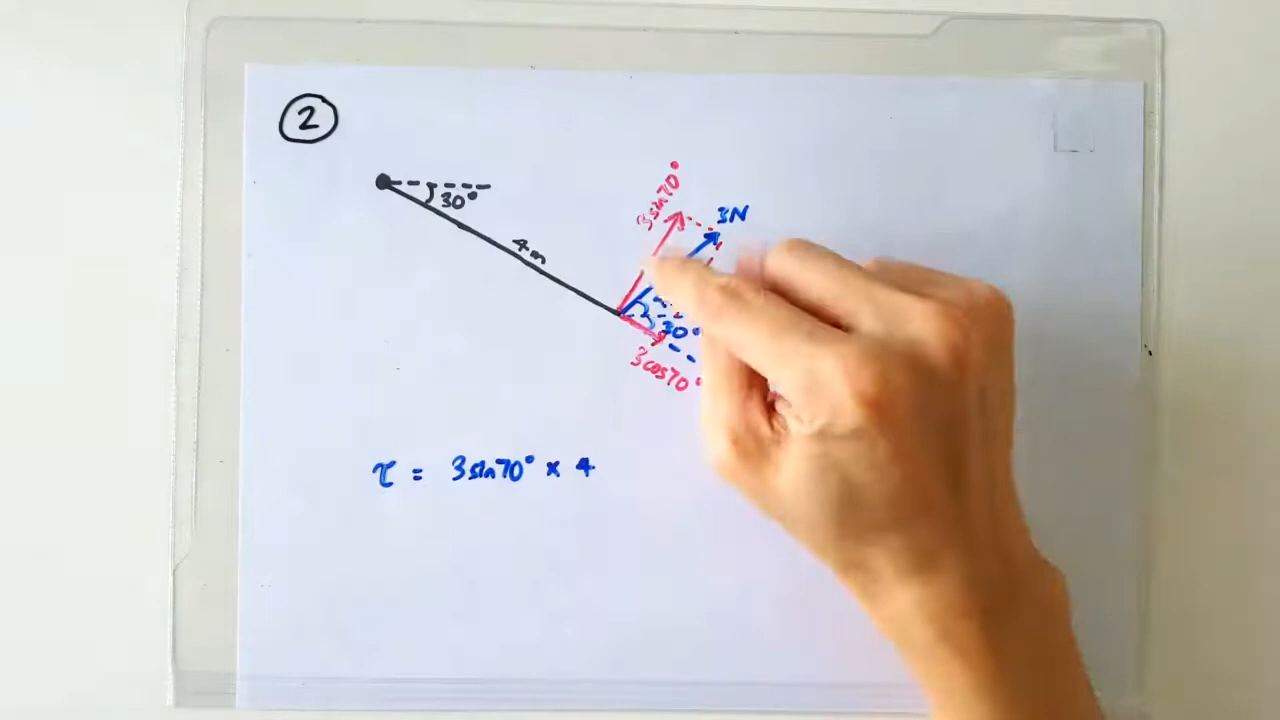 2
30°
4m
3sin70°
3N
30°
3cos70°
τ = 3sin70° × 4